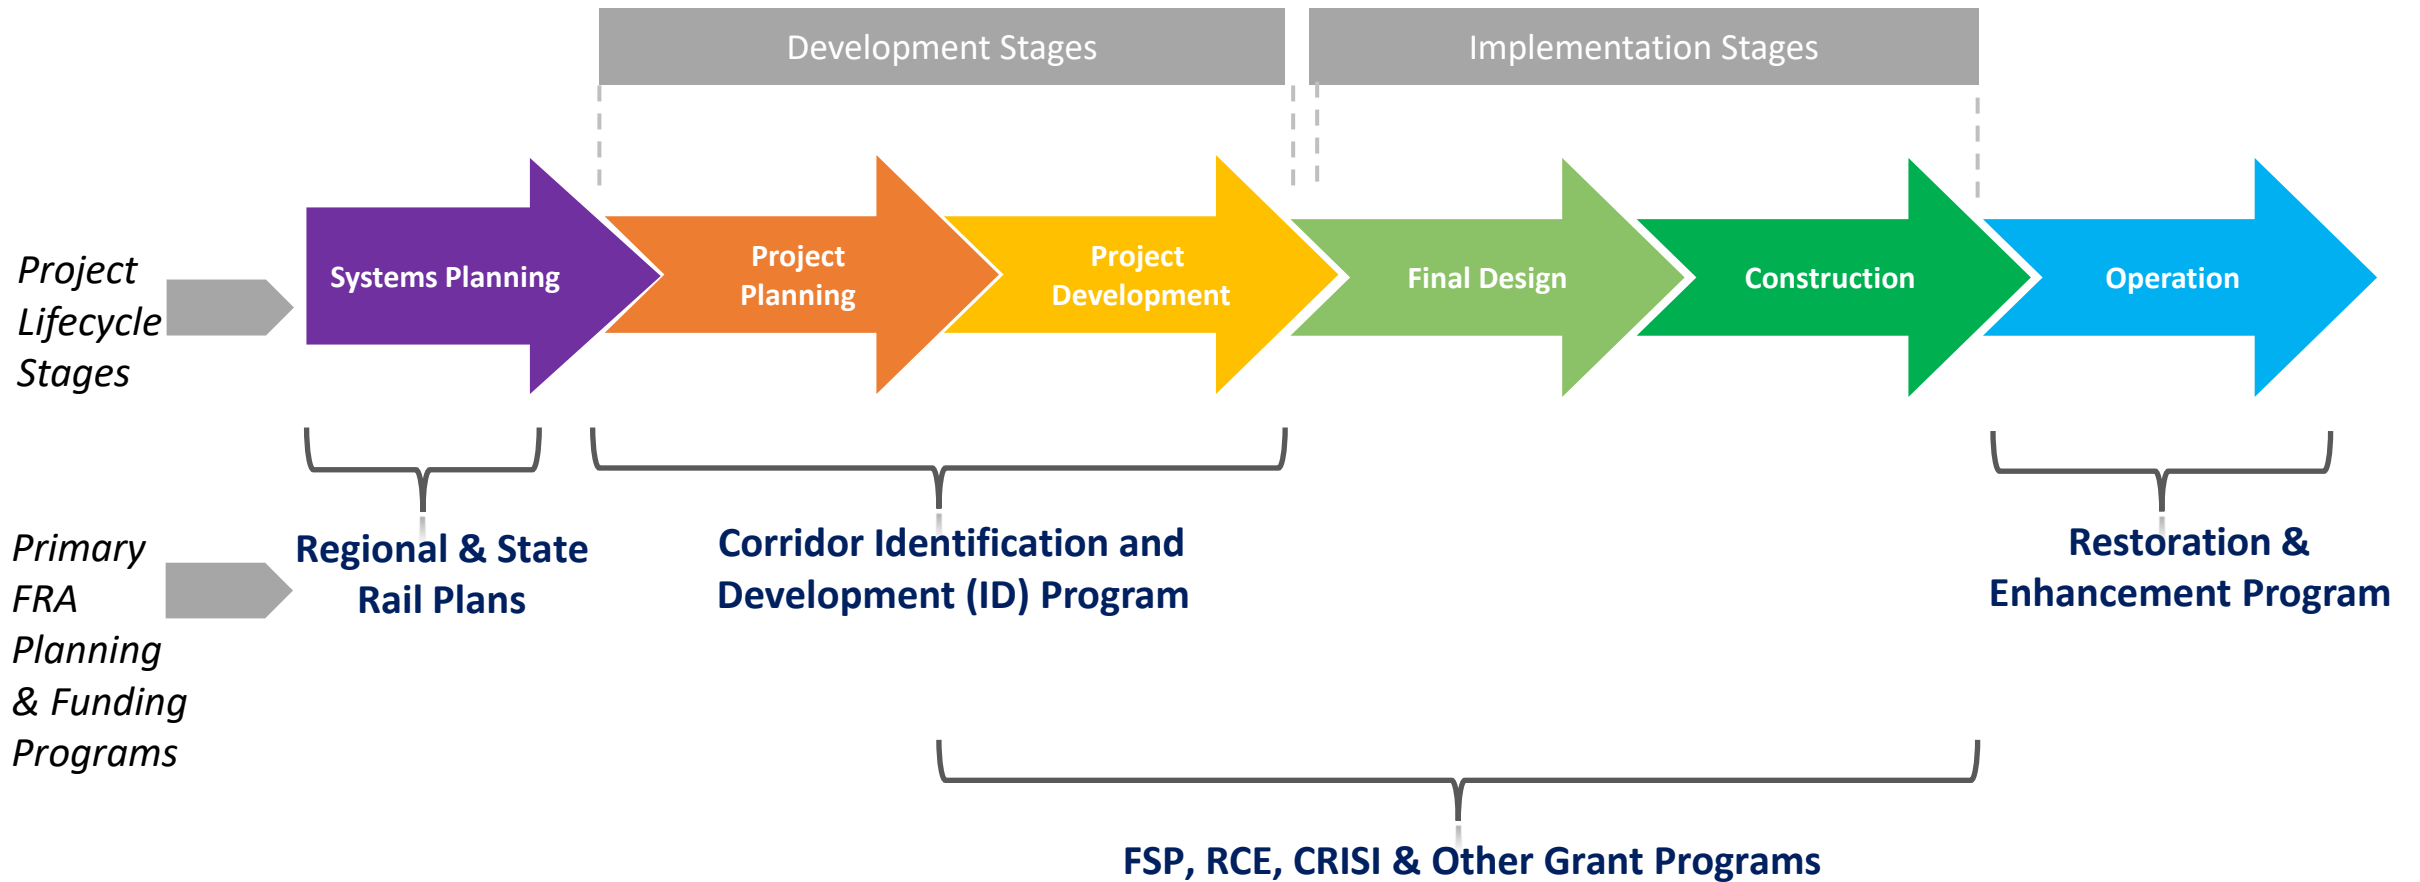 Development Stages
Implementation Stages
Project
Lifecycle
Stages
Systems Planning
Project
Planning
Project
Development
Final Design
Construction
Operation
Primary
FRA
Planning
& Funding
Programs
Regional & State
Rail Plans
Corridor Identification and
Development (ID) Program
Restoration &
Enhancement Program
FSP, RCE, CRISI & Other Grant Programs